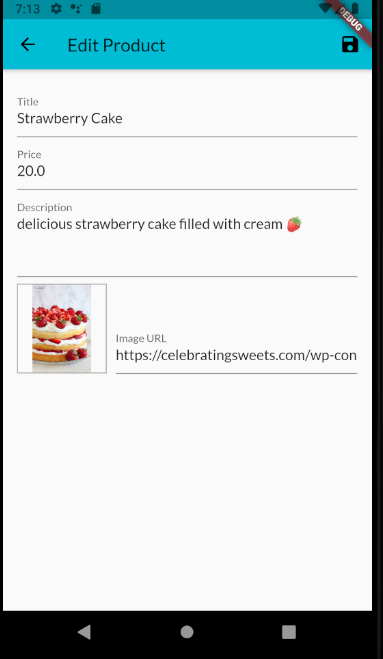 7:13
DEBUG
Edit Product
Title
Strawberry Cake
Price
20.0
Description
delicious strawberry cake filled with cream 🍓
Image URL
https://celebratingsweets.com/wp-con